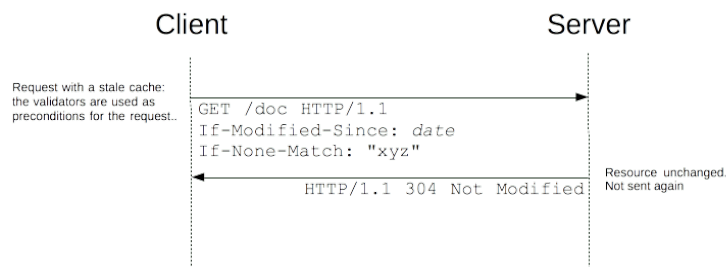 Client
Server
Request with a stale cache:
the validators are used as
preconditions for the request..
GET /doc HTTP/1.1
If-Modified-Since: date
If-None-Match: "xyz"
Resource unchanged.
Not sent again
HTTP/1.1 304 Not Modified